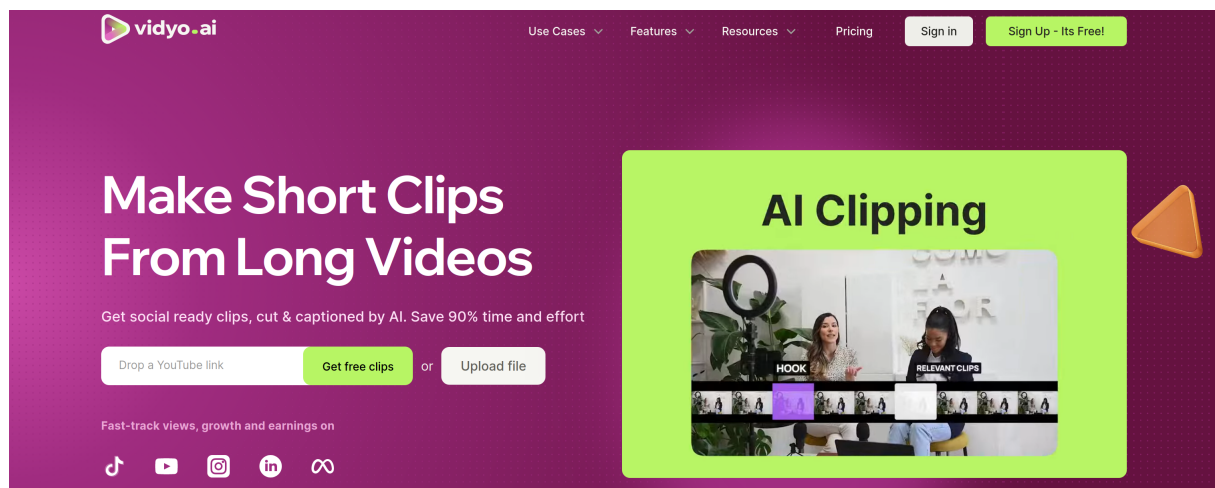 vidyo.ai
Use Cases
Features
Resources
Pricing
Sign in
Sign Up - Its Free!
Make Short Clips
From Long Videos
Get social ready clips, cut & captioned by AI. Save 90% time and effort
Drop a YouTube link
Get free clips
or
Upload file
Fast-track views, growth and earnings on
in
AI Clipping
A
HOOK
RELEVANT CLIPS